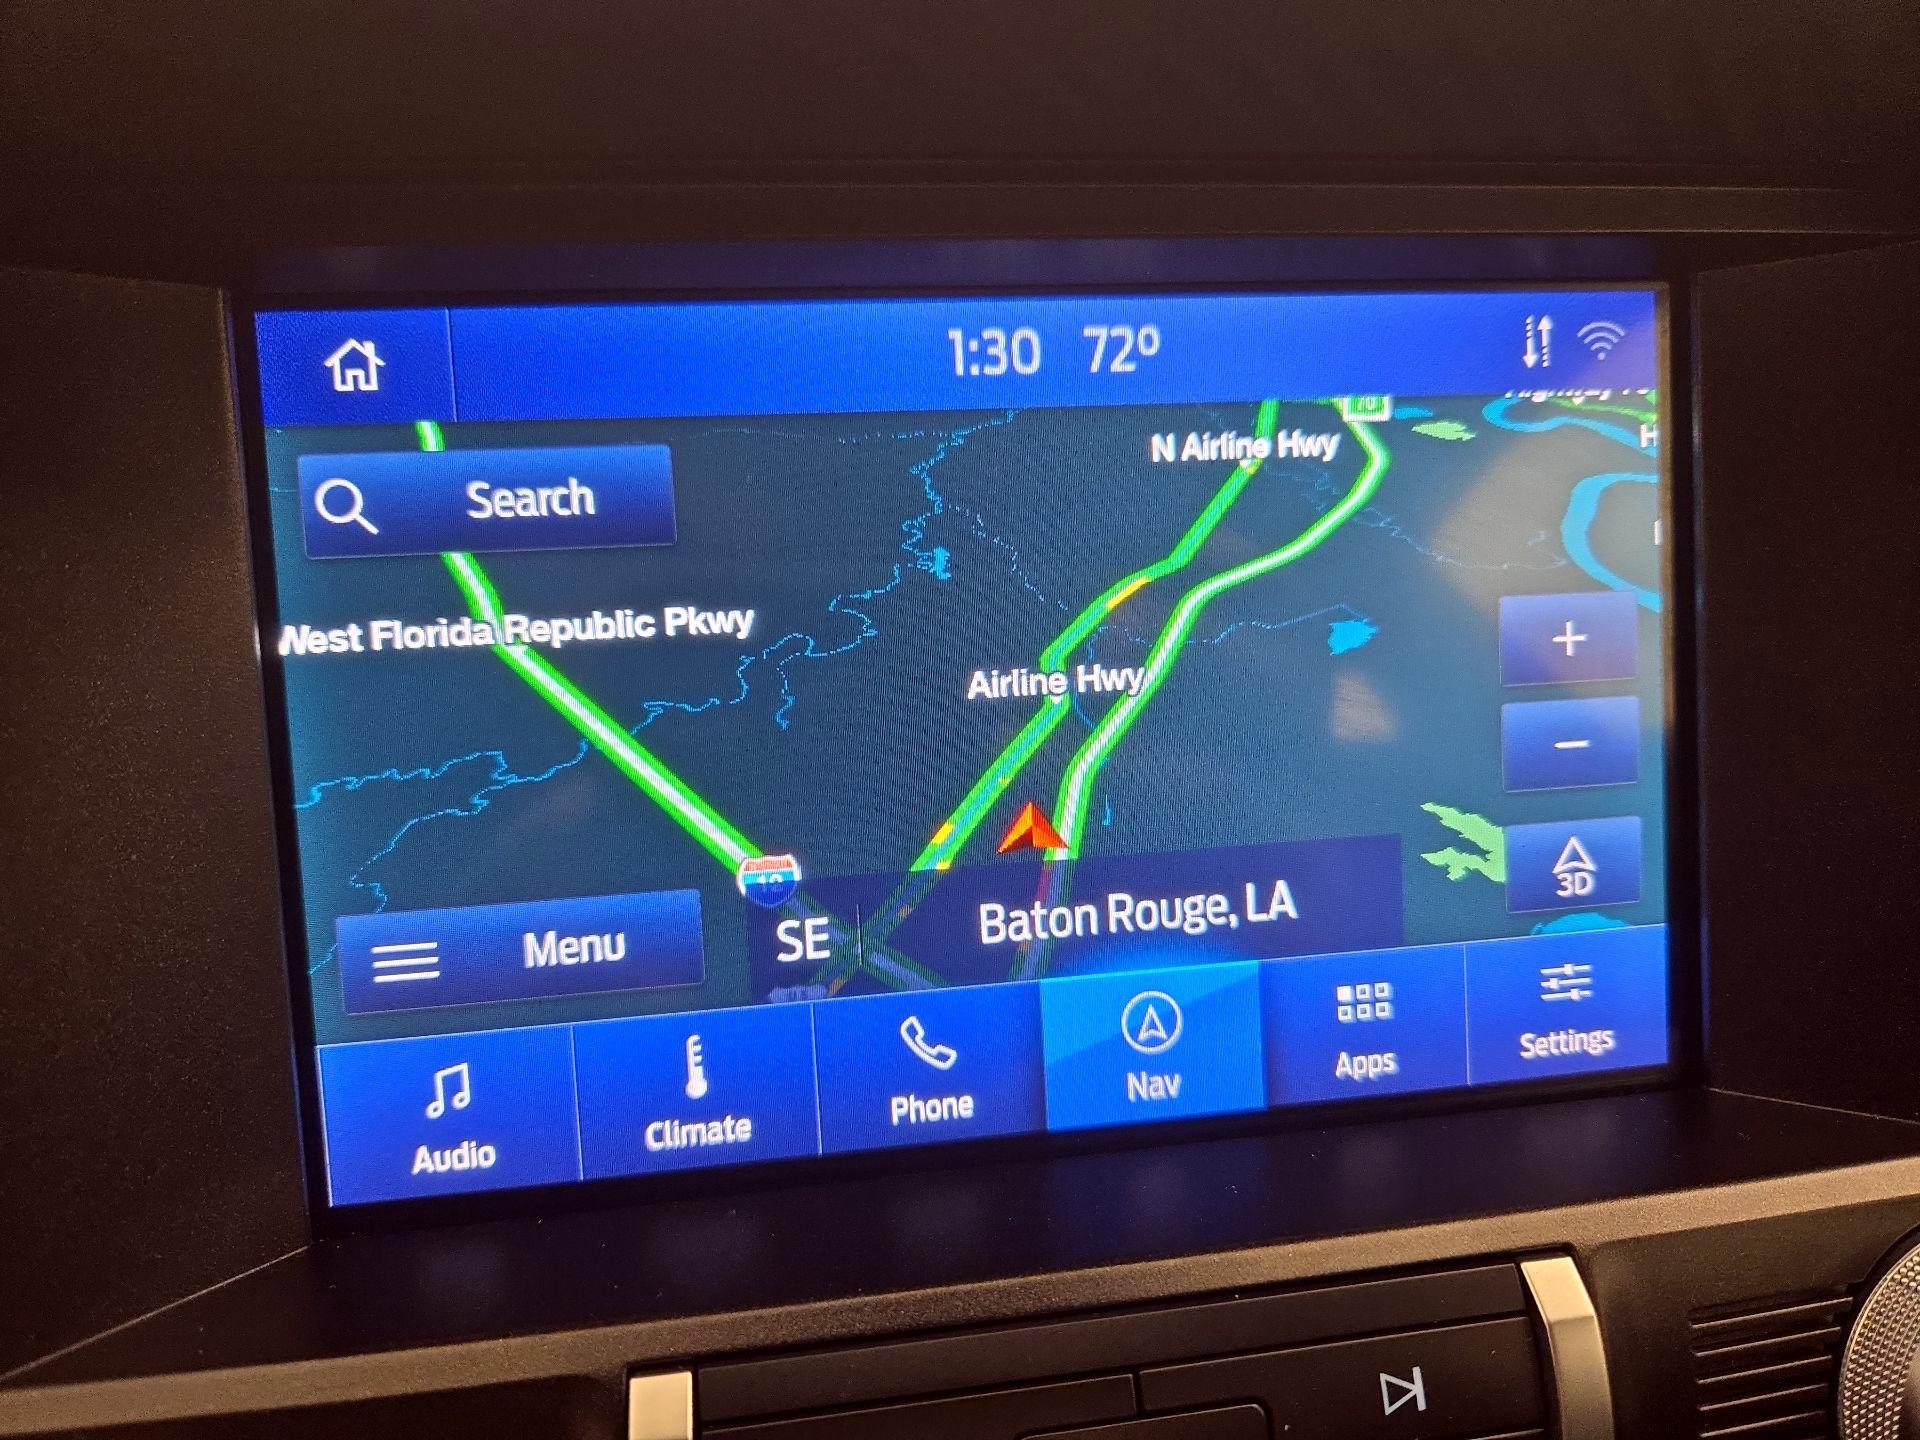 1:30 72°
N Airline Hwy
Search
West Florida Republic Pkwy
Airline Hwy
+
−
12
3D
SE
Baton Rouge, LA
Menu
Audio
Climate
Phone
Nav
Apps
Settings